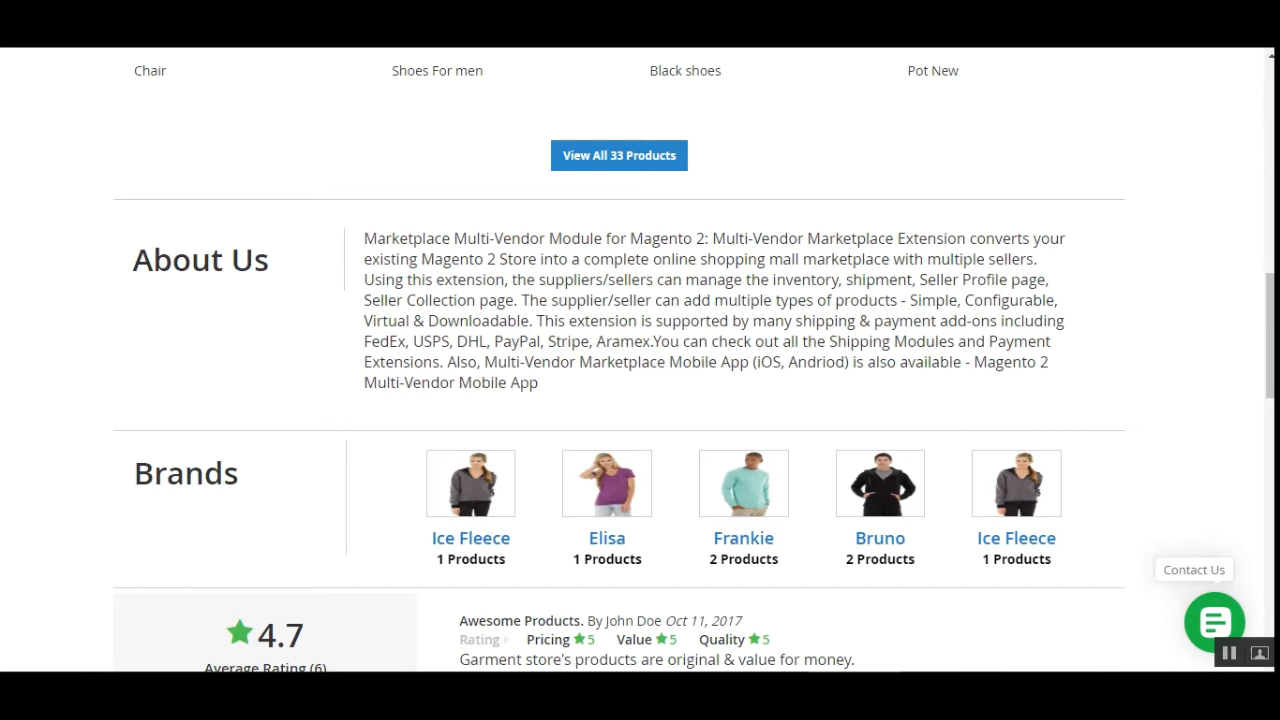 Chair
Shoes For men
Black shoes
Pot New
View All 33 Products
About Us
Marketplace Multi-Vendor Module for Magento 2: Multi-Vendor Marketplace Extension converts your
existing Magento 2 Store into a complete online shopping mall marketplace with multiple sellers.
Using this extension, the suppliers/sellers can manage the inventory, shipment, Seller Profile page,
Seller Collection page. The supplier/seller can add multiple types of products - Simple, Configurable,
Virtual & Downloadable. This extension is supported by many shipping & payment add-ons including
FedEx, USPS, DHL, PayPal, Stripe, Aramex.You can check out all the Shipping Modules and Payment
Extensions. Also, Multi-Vendor Marketplace Mobile App (iOS, Andriod) is also available - Magento 2
Multi-Vendor Mobile App
Brands
Ice Fleece
1 Products
Elisa
1 Products
Frankie
2 Products
Bruno
2 Products
Ice Fleece
1 Products
Contact Us
4.7
Average Rating (6)
Awesome Products. By John Doe Oct 11, 2017
Rating Pricing 5 Value 5 Quality 5
Garment store's products are original & value for money.